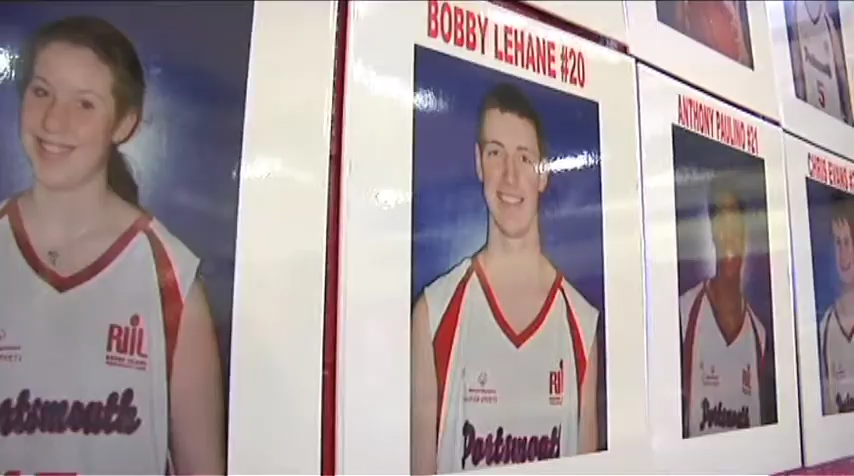 BOBBY LEHANE #20
ANTHONY PAULINO #21
CHRIS EVANS
RIIL
RIIL
Portsmouth
Portsmouth
Portsmouth
5